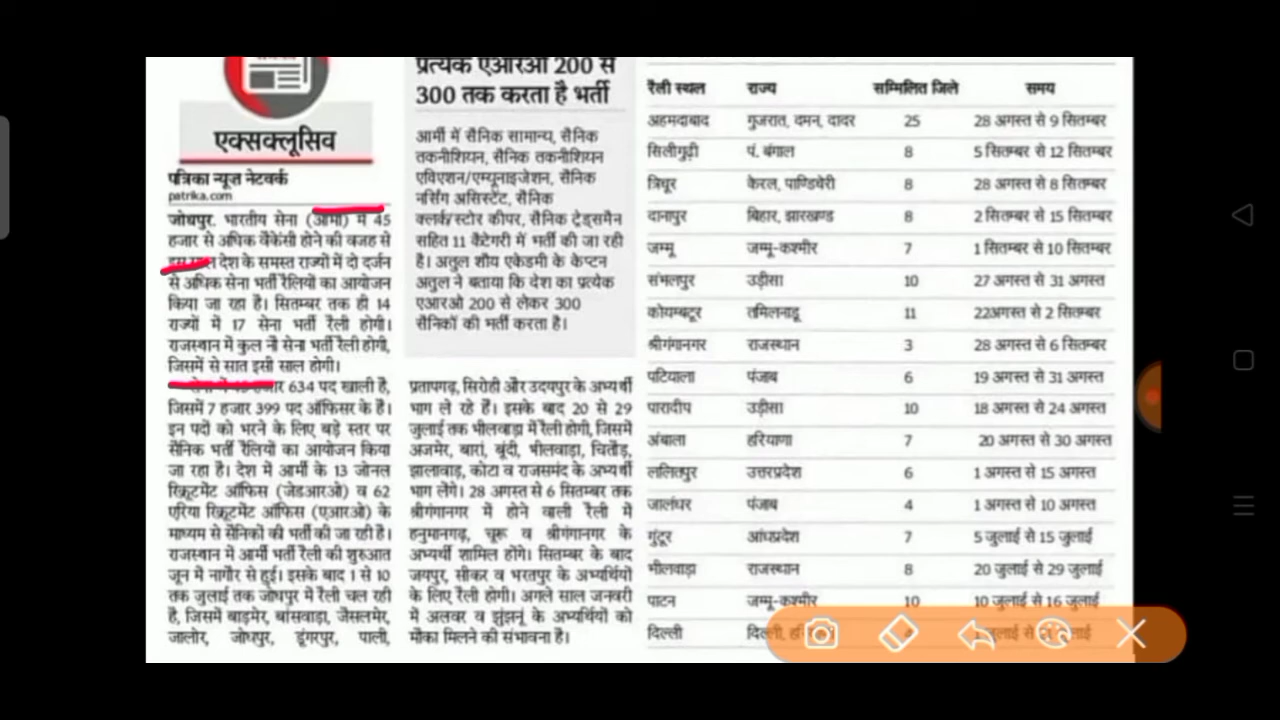 एक्सक्लूसिव
पत्रिका न्यूज नेटवर्क
patrika.com
जोधपुर. भारतीय सेना (आर्मी) में 45
हजार से अधिक वैकेंसी होने की वजह से
देश के समस्त राज्यों में दो दर्जन
से अधिक सेना भर्ती रैलियों का आयोजन
किया जा रहा है। सितम्बर तक ही 14
राज्यों में 17 सेना भर्ती रैली होगी।
राजस्थान में कुल नौ सेना भर्ती रैली होगी,
जिसमें से सात इसी साल होगी।
634 पद खाली है,
जिसमें 7 हजार 399 पद ऑफिसर के है।
इन पदों को भरने के लिए बड़े स्तर पर
सैनिक भर्ती रैलियों का आयोजन किया
जा रहा है। देश में आर्मी के 13 जोनल
रिक्रूटमेंट ऑफिस (जेडआरओ) व 62
एरिया रिक्रूटमेंट ऑफिस (एआरओ) के
माध्यम से सैनिकों की भर्ती की जा रही है।
राजस्थान में आर्मी भर्ती रैली की शुरुआत
जून में नागौर से हुई। इसके बाद 1 से 10
तक जुलाई तक जोधपुर में रैली चल रही
है, जिसमें बाड़मेर, बांसवाड़ा, जैसलमेर,
जालोर, जोधपुर, डूंगरपुर, पाली,
प्रत्येक एआरओ 200 से
300 तक करता है भर्ती
आर्मी में सैनिक सामान्य, सैनिक
तकनीशियन, सैनिक तकनीशियन
एविएशन/एम्यूनाइजेशन, सैनिक
नर्सिंग असिस्टेंट, सैनिक
क्लर्क/स्टोर कीपर, सैनिक ट्रेड्समैन
सहित 11 कैटेगरी में भर्ती की जा रही
है। अतुल शौय एकेडमी के केप्टन
अतुल ने बताया कि देश का प्रत्येक
एआरओ 200 से लेकर 300
सैनिकों की भर्ती करता है।
प्रतापगढ़, सिरोही और उदयपुर के अभ्यर्थी
भाग ले रहे हैं। इसके बाद 20 से 29
जुलाई तक भीलवाड़ा में रैली होगी, जिसमें
अजमेर, बारां, बूंदी, भीलवाड़ा, चितौड़,
झालावाड़, कोटा व राजसमंद के अभ्यर्थी
भाग लेंगे। 28 अगस्त से 6 सितम्बर तक
श्रीगंगानगर में होने वाली रैली में
हनुमानगढ़, चूरू व श्रीगंगानगर के
अभ्यर्थी शामिल होंगे। सितम्बर के बाद
जयपुर, सीकर व भरतपुर के अभ्यर्थियों
के लिए रैली होगी। अगले साल जनवरी
में अलवर व झुंझनूं के अभ्यर्थियों को
मौका मिलने की संभावना है।
रैली स्थल राज्य सम्मिलित जिले समय
अहमदाबाद गुजरात, दमन, दादर 25 28 अगस्त से 9 सितम्बर
सिलीगुढ़ी पं. बंगाल 8 5 सितम्बर से 12 सितम्बर
त्रिथूर केरल, पाण्डिचेरी 8 28 अगस्त से 8 सितम्बर
दानापुर बिहार, झारखण्ड 8 2 सितम्बर से 15 सितम्बर
जम्मू जम्मू-कश्मीर 7 1 सितम्बर से 10 सितम्बर
संभलपुर उड़ीसा 10 27 अगस्त से 31 अगस्त
कोयम्बटूर तमिलनाडू 11 22अगस्त से 2 सितम्बर
श्रीगंगानगर राजस्थान 3 28 अगस्त से 6 सितम्बर
पटियाला पंजाब 6 19 अगस्त से 31 अगस्त
पारादीप उड़ीसा 10 18 अगस्त से 24 अगस्त
अंबाला हरियाणा 7 20 अगस्त से 30 अगस्त
ललितपुर उत्तरप्रदेश 6 1 अगस्त से 15 अगस्त
जालंधर पंजाब 4 1 अगस्त से 10 अगस्त
गुंटूर आंध्रप्रदेश 7 5 जुलाई से 15 जुलाई
भीलवाड़ा राजस्थान 8 20 जुलाई से 29 जुलाई
पाटन जम्मू-कश्मीर 10 10 जुलाई से 16 जुलाई
दिल्ली